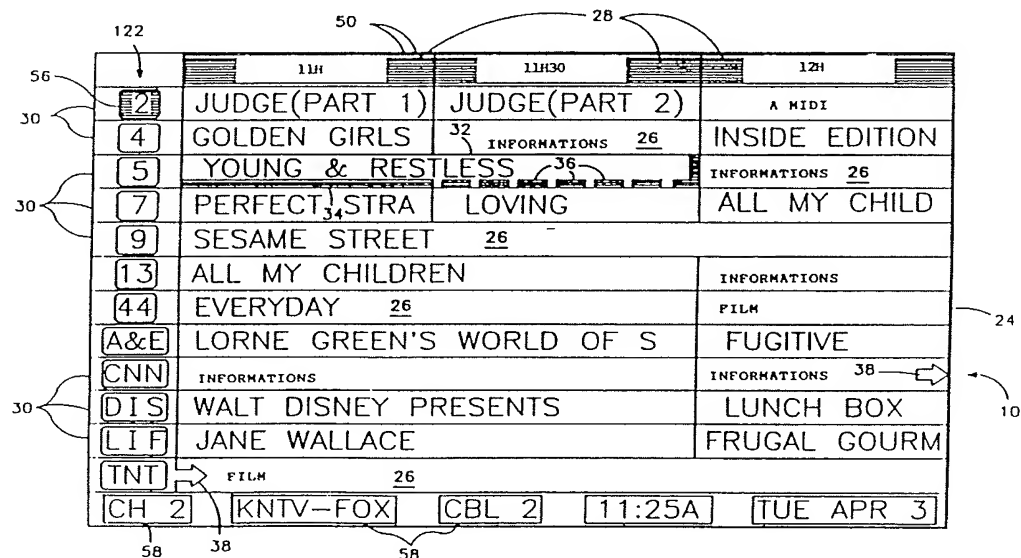 50 28
122
11H 11H30 12H
56
2 JUDGE(PART 1) JUDGE(PART 2) A MIDI
30
4 GOLDEN GIRLS 32 INFORMATIONS 26 INSIDE EDITION
5 YOUNG & RESTLESS 36 INFORMATIONS 26
30
7 PERFECT STRA 34 LOVING ALL MY CHILD
9 SESAME STREET 26
13 ALL MY CHILDREN INFORMATIONS
44 EVERYDAY 26 FILM
24
A&E LORNE GREEN'S WORLD OF S FUGITIVE
CNN INFORMATIONS INFORMATIONS 38
10
30 DIS WALT DISNEY PRESENTS LUNCH BOX
LIF JANE WALLACE FRUGAL GOURM
TNT FILM 26
CH 2 KNTV-FOX CBL 2 11:25A TUE APR 3
58 38 58